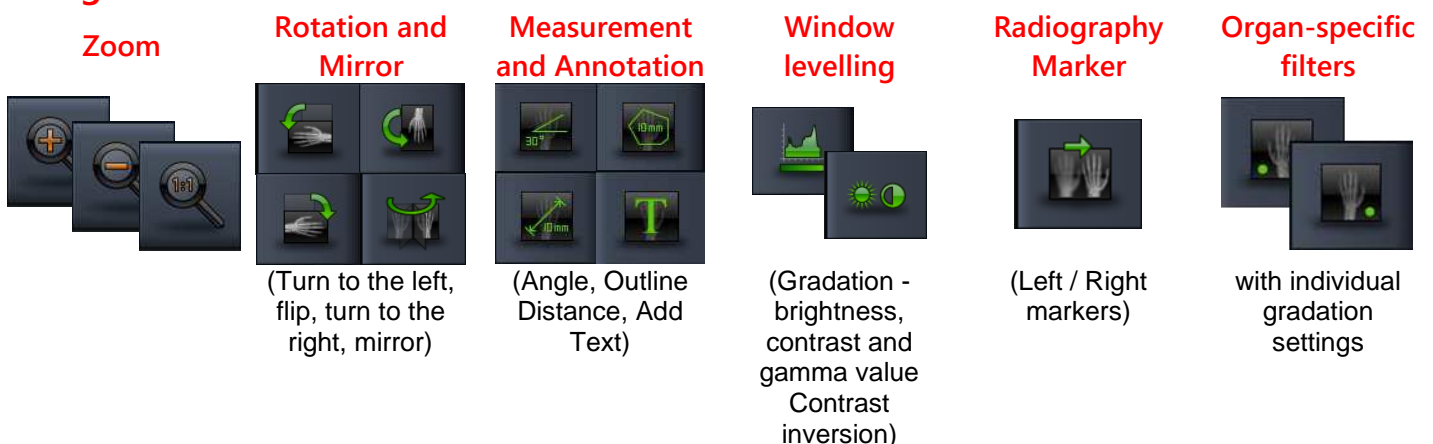 Zoom
Rotation and
Mirror
Measurement
and Annotation
Window
levelling
Radiography
Marker
Organ-specific
filters
1:1
30°
10mm
10mm
T
(Turn to the left,
flip, turn to the
right, mirror)
(Angle, Outline
Distance, Add
Text)
(Gradation -
brightness,
contrast and
gamma value
Contrast
inversion)
(Left / Right
markers)
with individual
gradation
settings